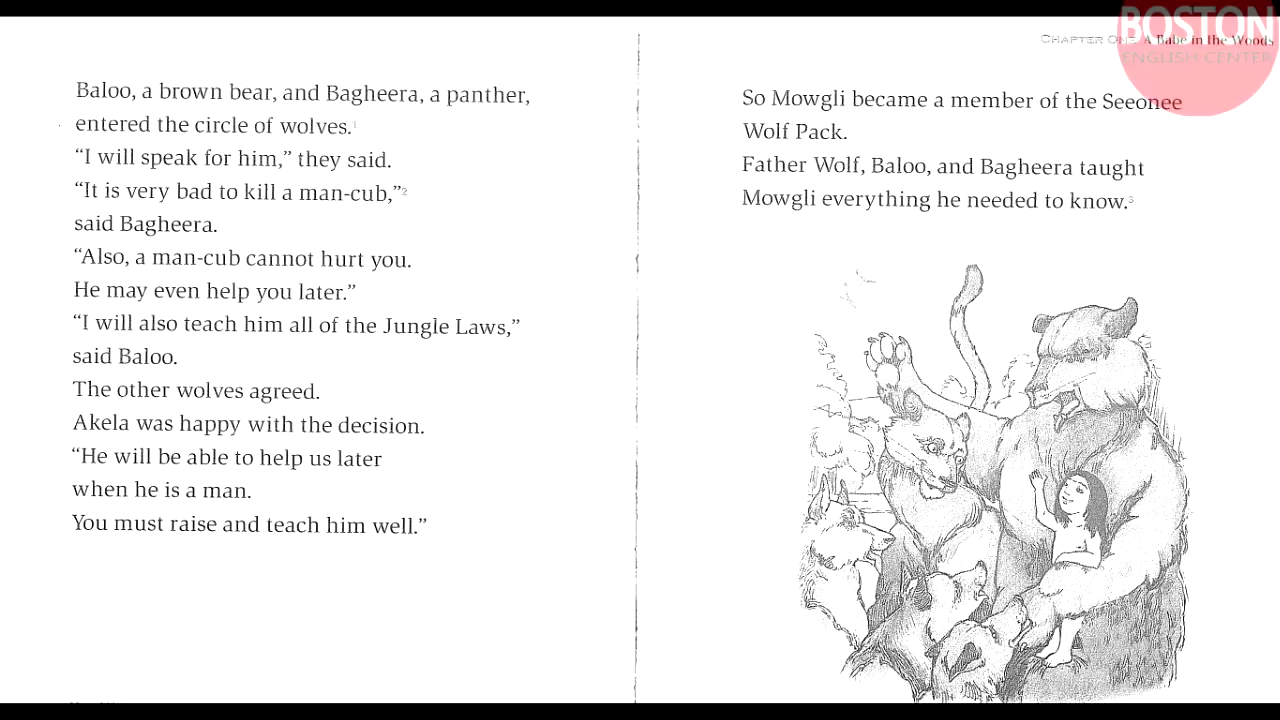 Baloo, a brown bear, and Bagheera, a panther,
entered the circle of wolves.1
“I will speak for him,” they said.
“It is very bad to kill a man-cub,”2
said Bagheera.
“Also, a man-cub cannot hurt you.
He may even help you later.”
“I will also teach him all of the Jungle Laws,”
said Baloo.
The other wolves agreed.
Akela was happy with the decision.
“He will be able to help us later
when he is a man.
You must raise and teach him well.”
BOSTON
ENGLISH CENTER
Chapter One A Babe in the Woods
So Mowgli became a member of the Seeonee
Wolf Pack.
Father Wolf, Baloo, and Bagheera taught
Mowgli everything he needed to know.3